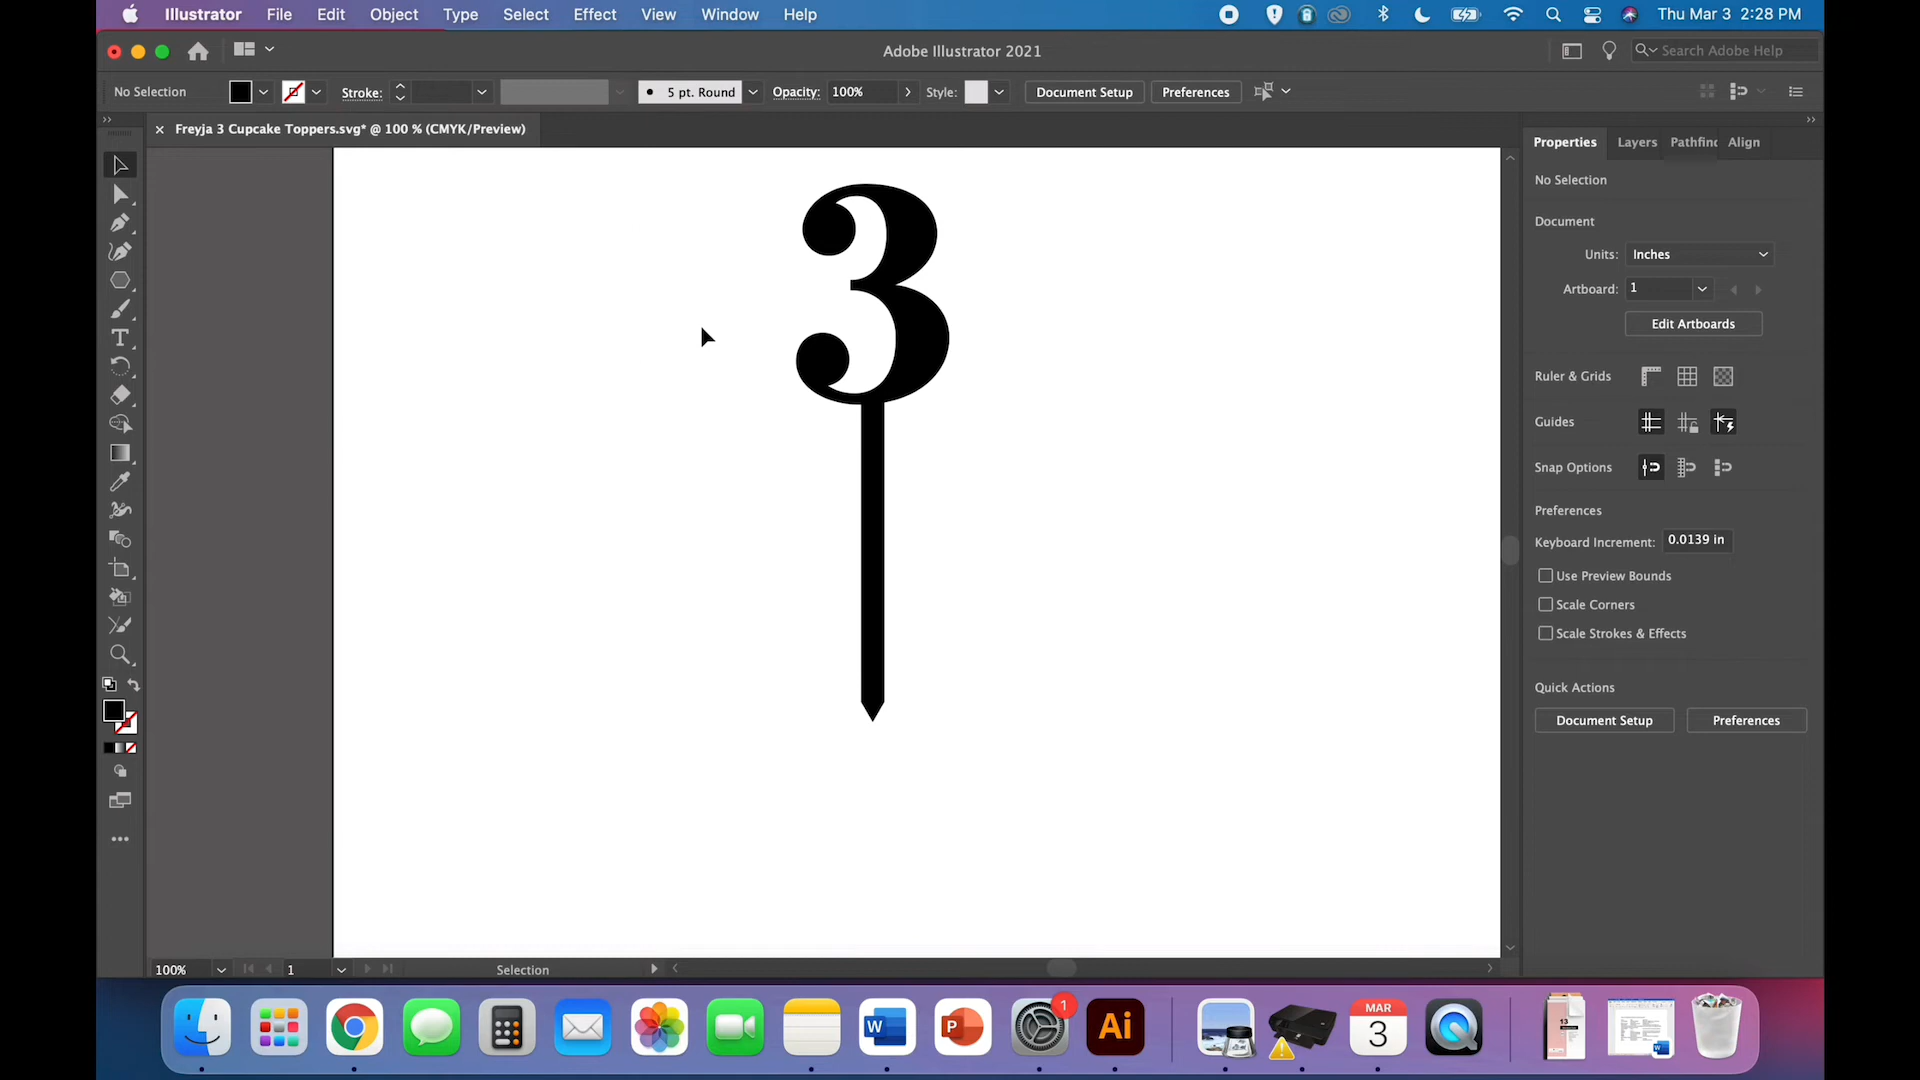 Illustrator File Edit Object Type Select Effect View Window Help Thu Mar 3 2:28 PM
Adobe Illustrator 2021
Search Adobe Help
No Selection Stroke: 5 pt. Round Opacity: 100% Style: Document Setup Preferences
Freyja 3 Cupcake Toppers.svg* @ 100 % (CMYK/Preview)
Properties Layers Pathfinc Align
No Selection
Document
Units: Inches
Artboard: 1
Edit Artboards
Ruler & Grids
Guides
Snap Options
Preferences
Keyboard Increment: 0.0139 in
Use Preview Bounds
Scale Corners
Scale Strokes & Effects
Quick Actions
Document Setup Preferences
3
100% 1 Selection
1
W P Ai MAR
3